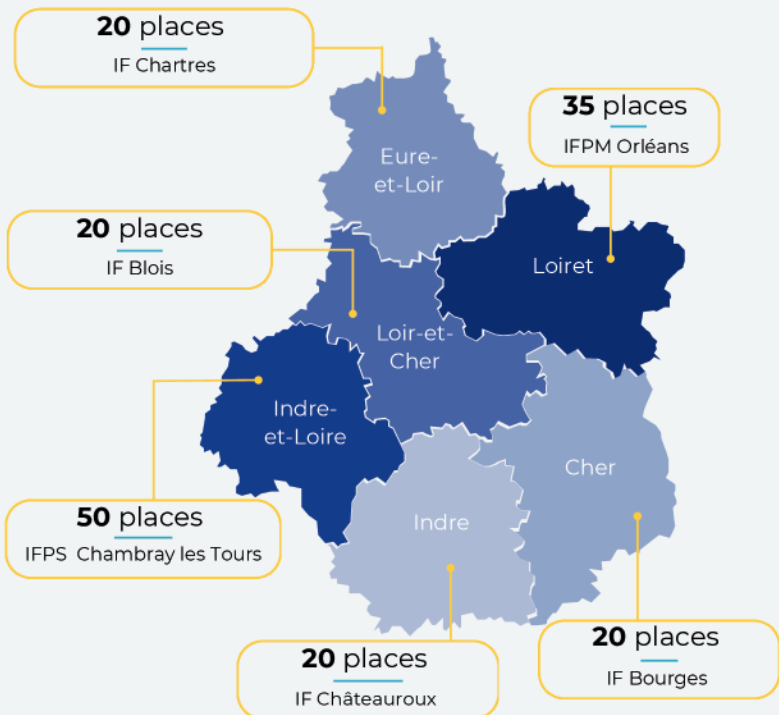 20 places
IF Chartres
35 places
IFPM Orléans
Eure-
et-Loir
20 places
IF Blois
Loiret
Loir-et-
Cher
Indre-
et-Loire
Cher
50 places
IFPS Chambray les Tours
Indre
20 places
IF Châteauroux
20 places
IF Bourges